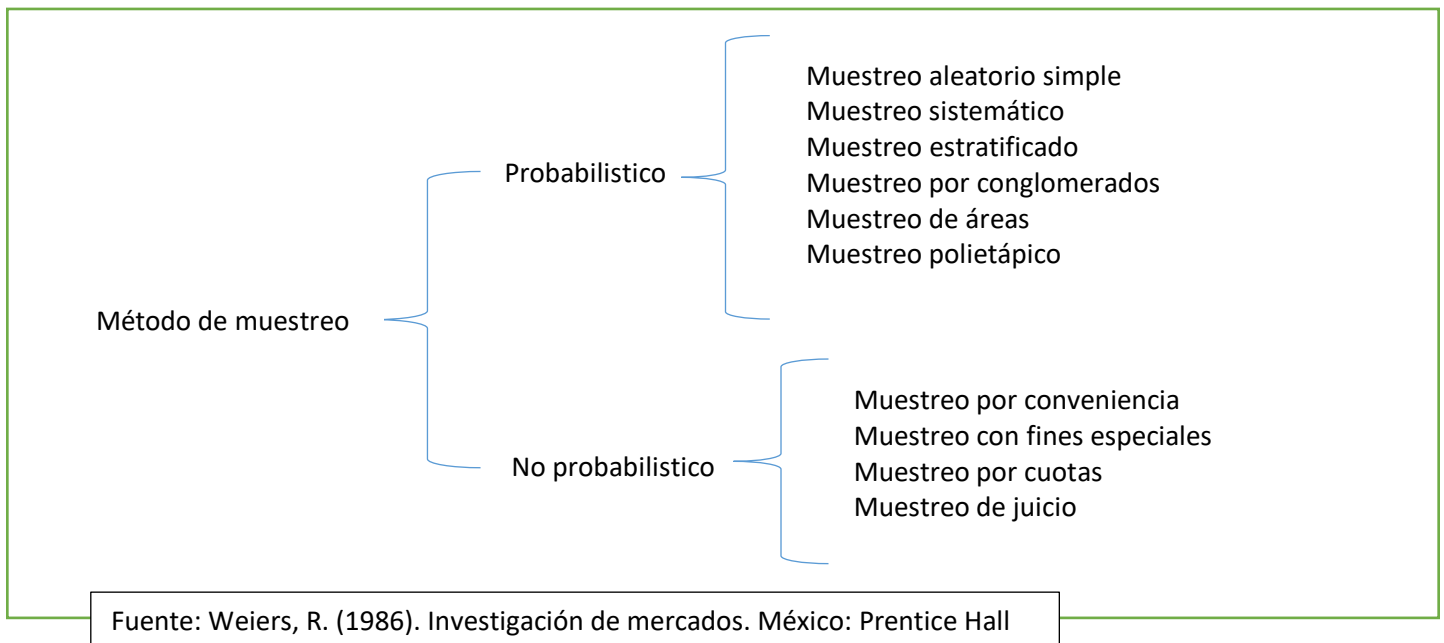 Método de muestreo
Probabilistico
Muestreo aleatorio simple
Muestreo sistemático
Muestreo estratificado
Muestreo por conglomerados
Muestreo de áreas
Muestreo polietápico
No probabilistico
Muestreo por conveniencia
Muestreo con fines especiales
Muestreo por cuotas
Muestreo de juicio
Fuente: Weiers, R. (1986). Investigación de mercados. México: Prentice Hall